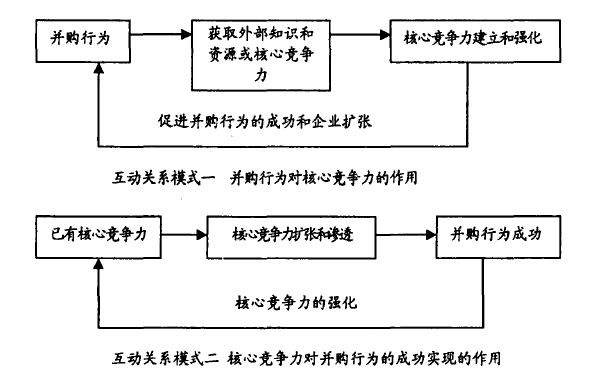 并购行为
获取外部知识和
资源或核心竞争
力
核心竞争力建立和强化
促进并购行为的成功和企业扩张
互动关系模式一 并购行为对核心竞争力的作用
已有核心竞争力
核心竞争力扩张和渗透
并购行为成功
核心竞争力的强化
互动关系模式二 核心竞争力对并购行为的成功实现的作用